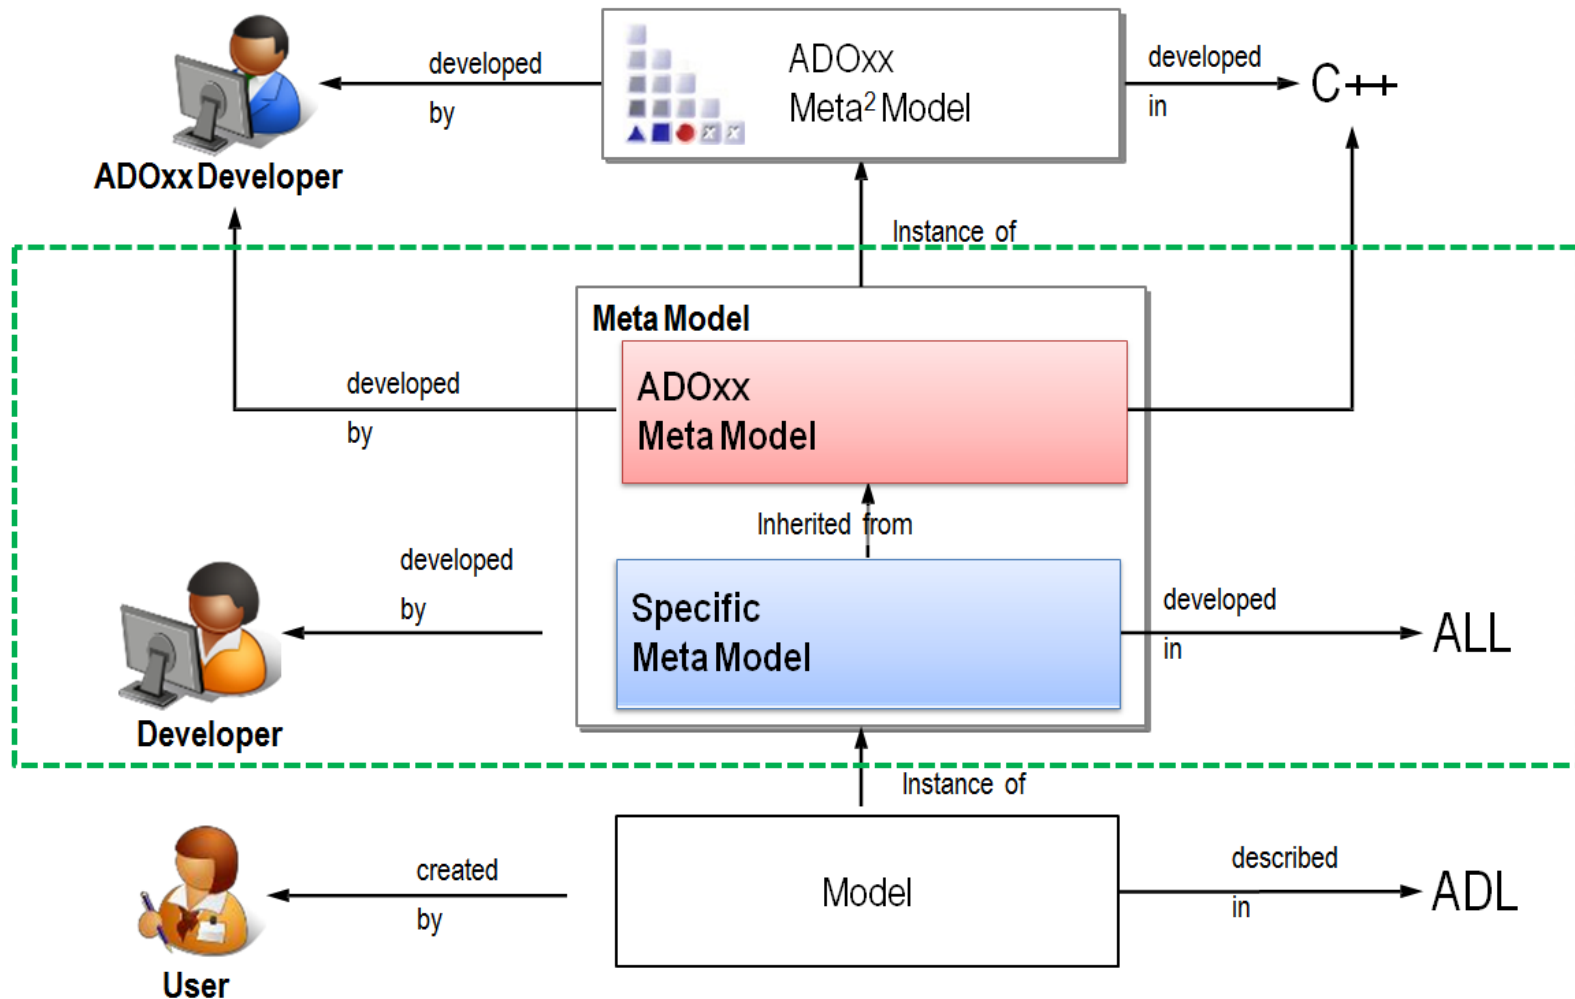 developed
by
ADOxx
Meta² Model
developed
in
C++
ADOxx Developer
Instance of
Meta Model
developed
by
ADOxx
Meta Model
Inherited from
developed
by
Specific
Meta Model
developed
in
ALL
Developer
Instance of
created
by
Model
described
in
ADL
User